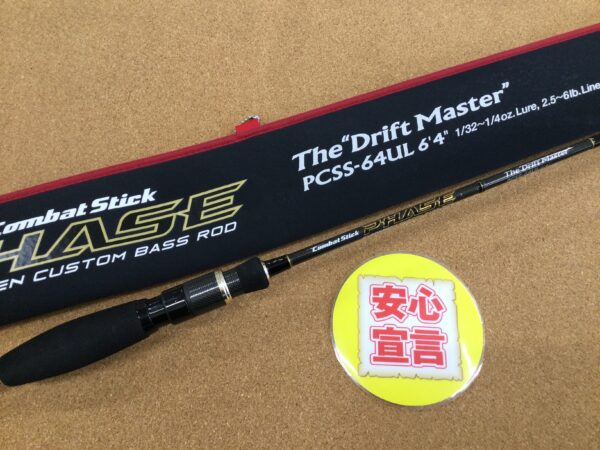 The "Drift Master"
PCSS-64UL 6'4" 1/32~1/4oz.Lure, 2.5~6lb.Line
Combat Stick
PHASE
EN CUSTOM BASS ROD
Combat Stick PHASE The "Drift Master"
安心
宣言